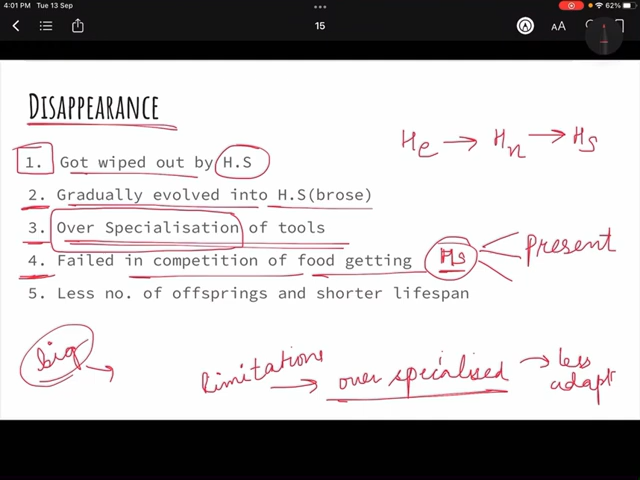 4:01 PM Tue 13 Sep
62%
15
AA
DISAPPEARANCE
He → Hn → Hs
1. Got wiped out by H.S
2. Gradually evolved into H.S(brose)
3. Over Specialisation of tools
4. Failed in competition of food getting Hs
present
5. Less no. of offsprings and shorter lifespan
big →
limitations → over specialised → less
adapt